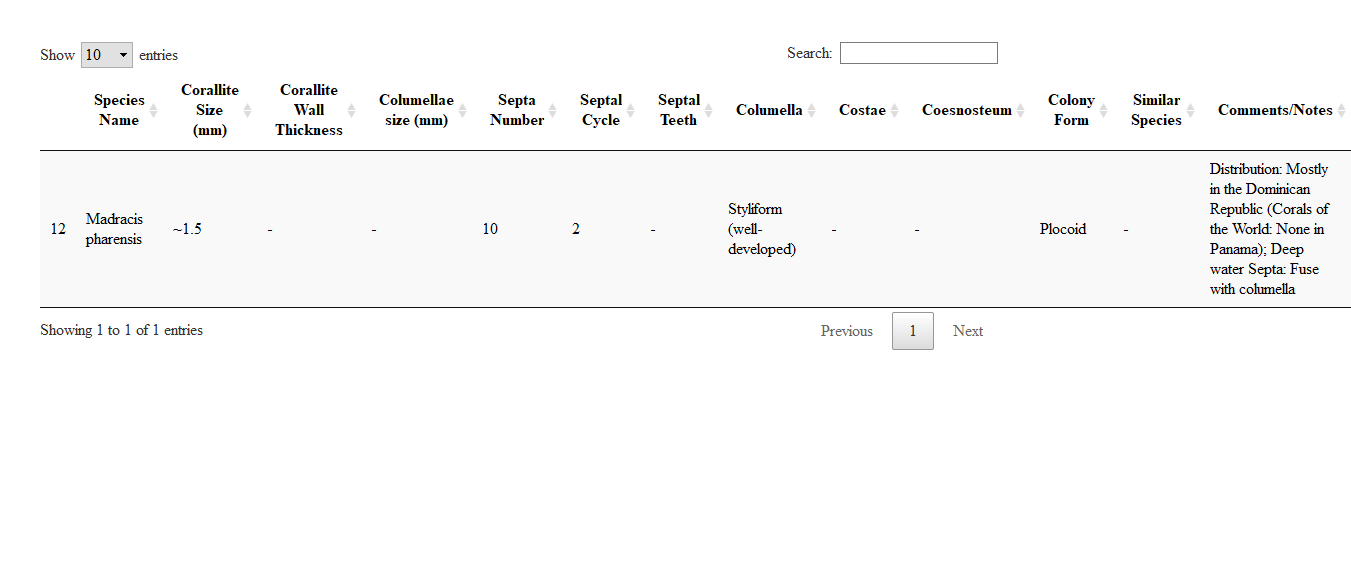 Show 10 entries Search:
Species Name Corallite Size (mm) Corallite Wall Thickness Columellae size (mm) Septa Number Septal Cycle Septal Teeth Columella Costae Coesnosteum Colony Form Similar Species Comments/Notes
12 Madracis pharensis ~1.5 - - 10 2 - Styliform (well-developed) - - Plocoid - Distribution: Mostly in the Dominican Republic (Corals of the World: None in Panama); Deep water Septa: Fuse with columella
Showing 1 to 1 of 1 entries Previous 1 Next